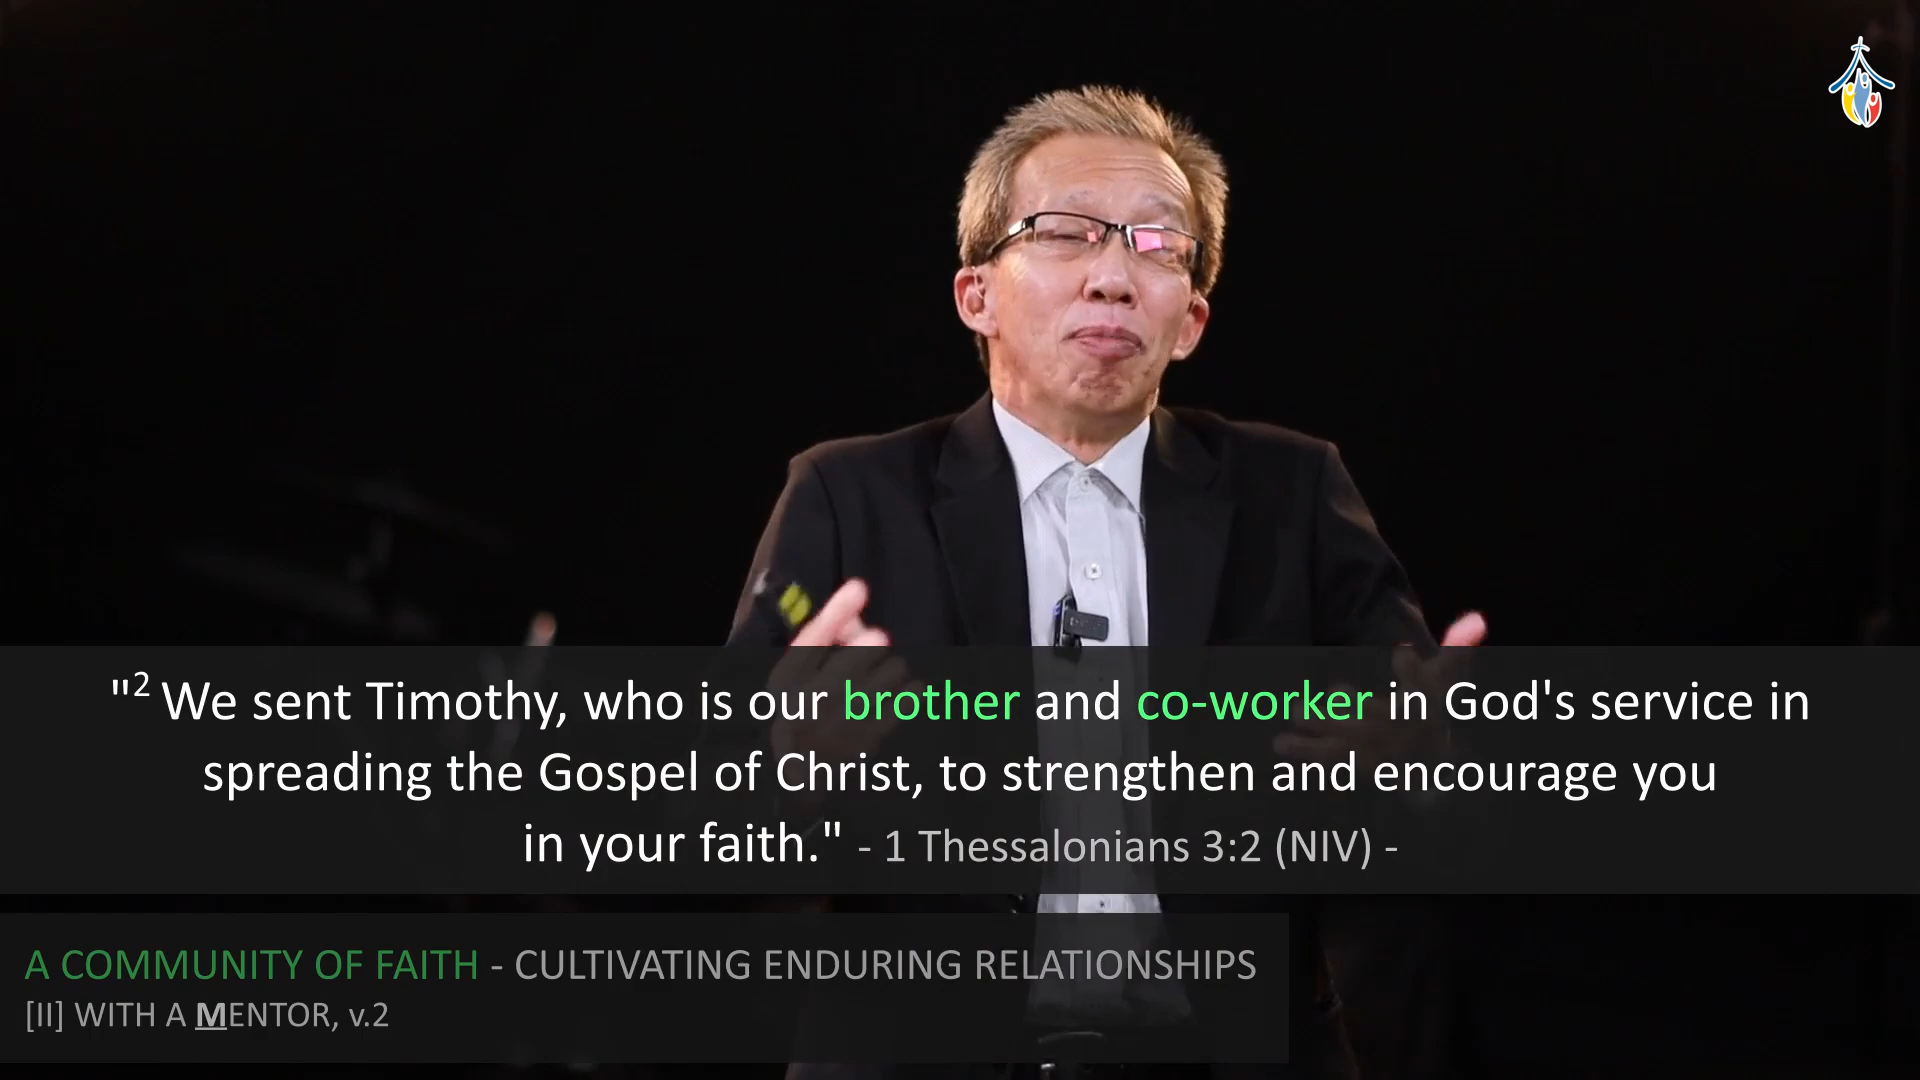 "2 We sent Timothy, who is our brother and co-worker in God's service in
spreading the Gospel of Christ, to strengthen and encourage you
in your faith." - 1 Thessalonians 3:2 (NIV) -
A COMMUNITY OF FAITH - CULTIVATING ENDURING RELATIONSHIPS
[II] WITH A MENTOR, v.2